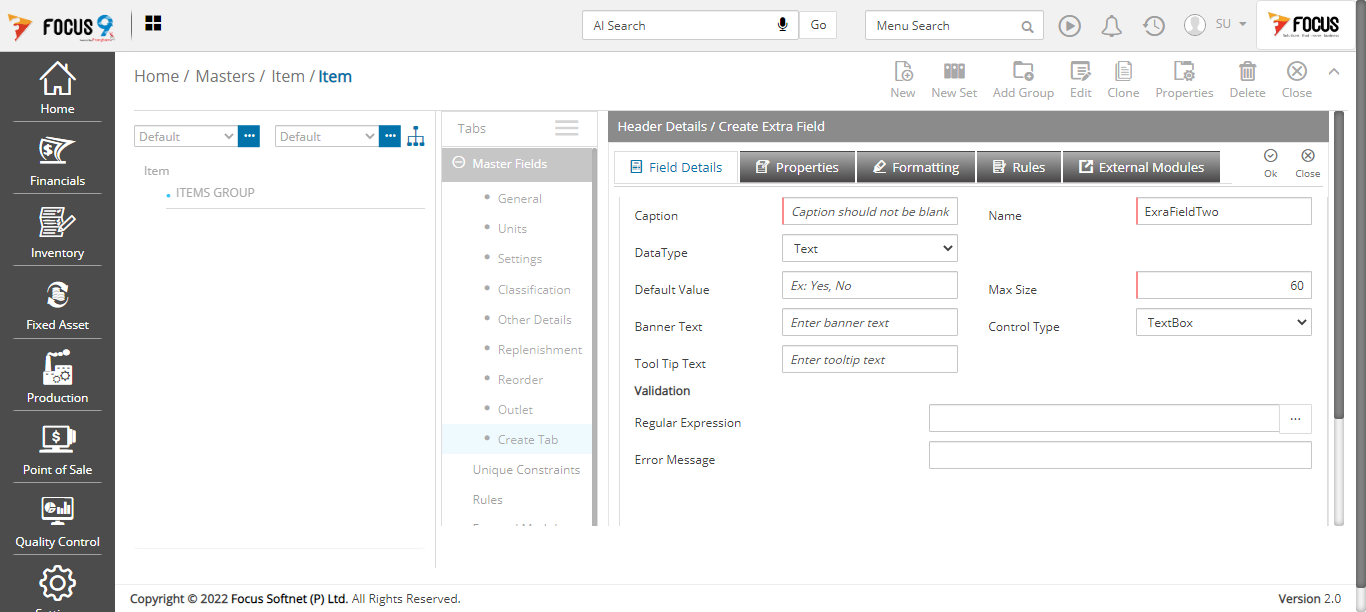 FOCUS 9
AI Search
Go
Menu Search
SU
FOCUS
Home
Financials
Inventory
Fixed Asset
Production
Point of Sale
Quality Control
Home / Masters / Item / Item
New
New Set
Add Group
Edit
Clone
Properties
Delete
Close
Default
Default
Item
ITEMS GROUP
Tabs
Master Fields
General
Units
Settings
Classification
Other Details
Replenishment
Reorder
Outlet
Create Tab
Unique Constraints
Rules
Header Details / Create Extra Field
Field Details
Properties
Formatting
Rules
External Modules
Ok
Close
Caption
Caption should not be blank
Name
ExraFieldTwo
DataType
Text
Default Value
Ex: Yes, No
Max Size
60
Banner Text
Enter banner text
Control Type
TextBox
Tool Tip Text
Enter tooltip text
Validation
Regular Expression
...
Error Message
Copyright © 2022 Focus Softnet (P) Ltd. All Rights Reserved.
Version 2.0